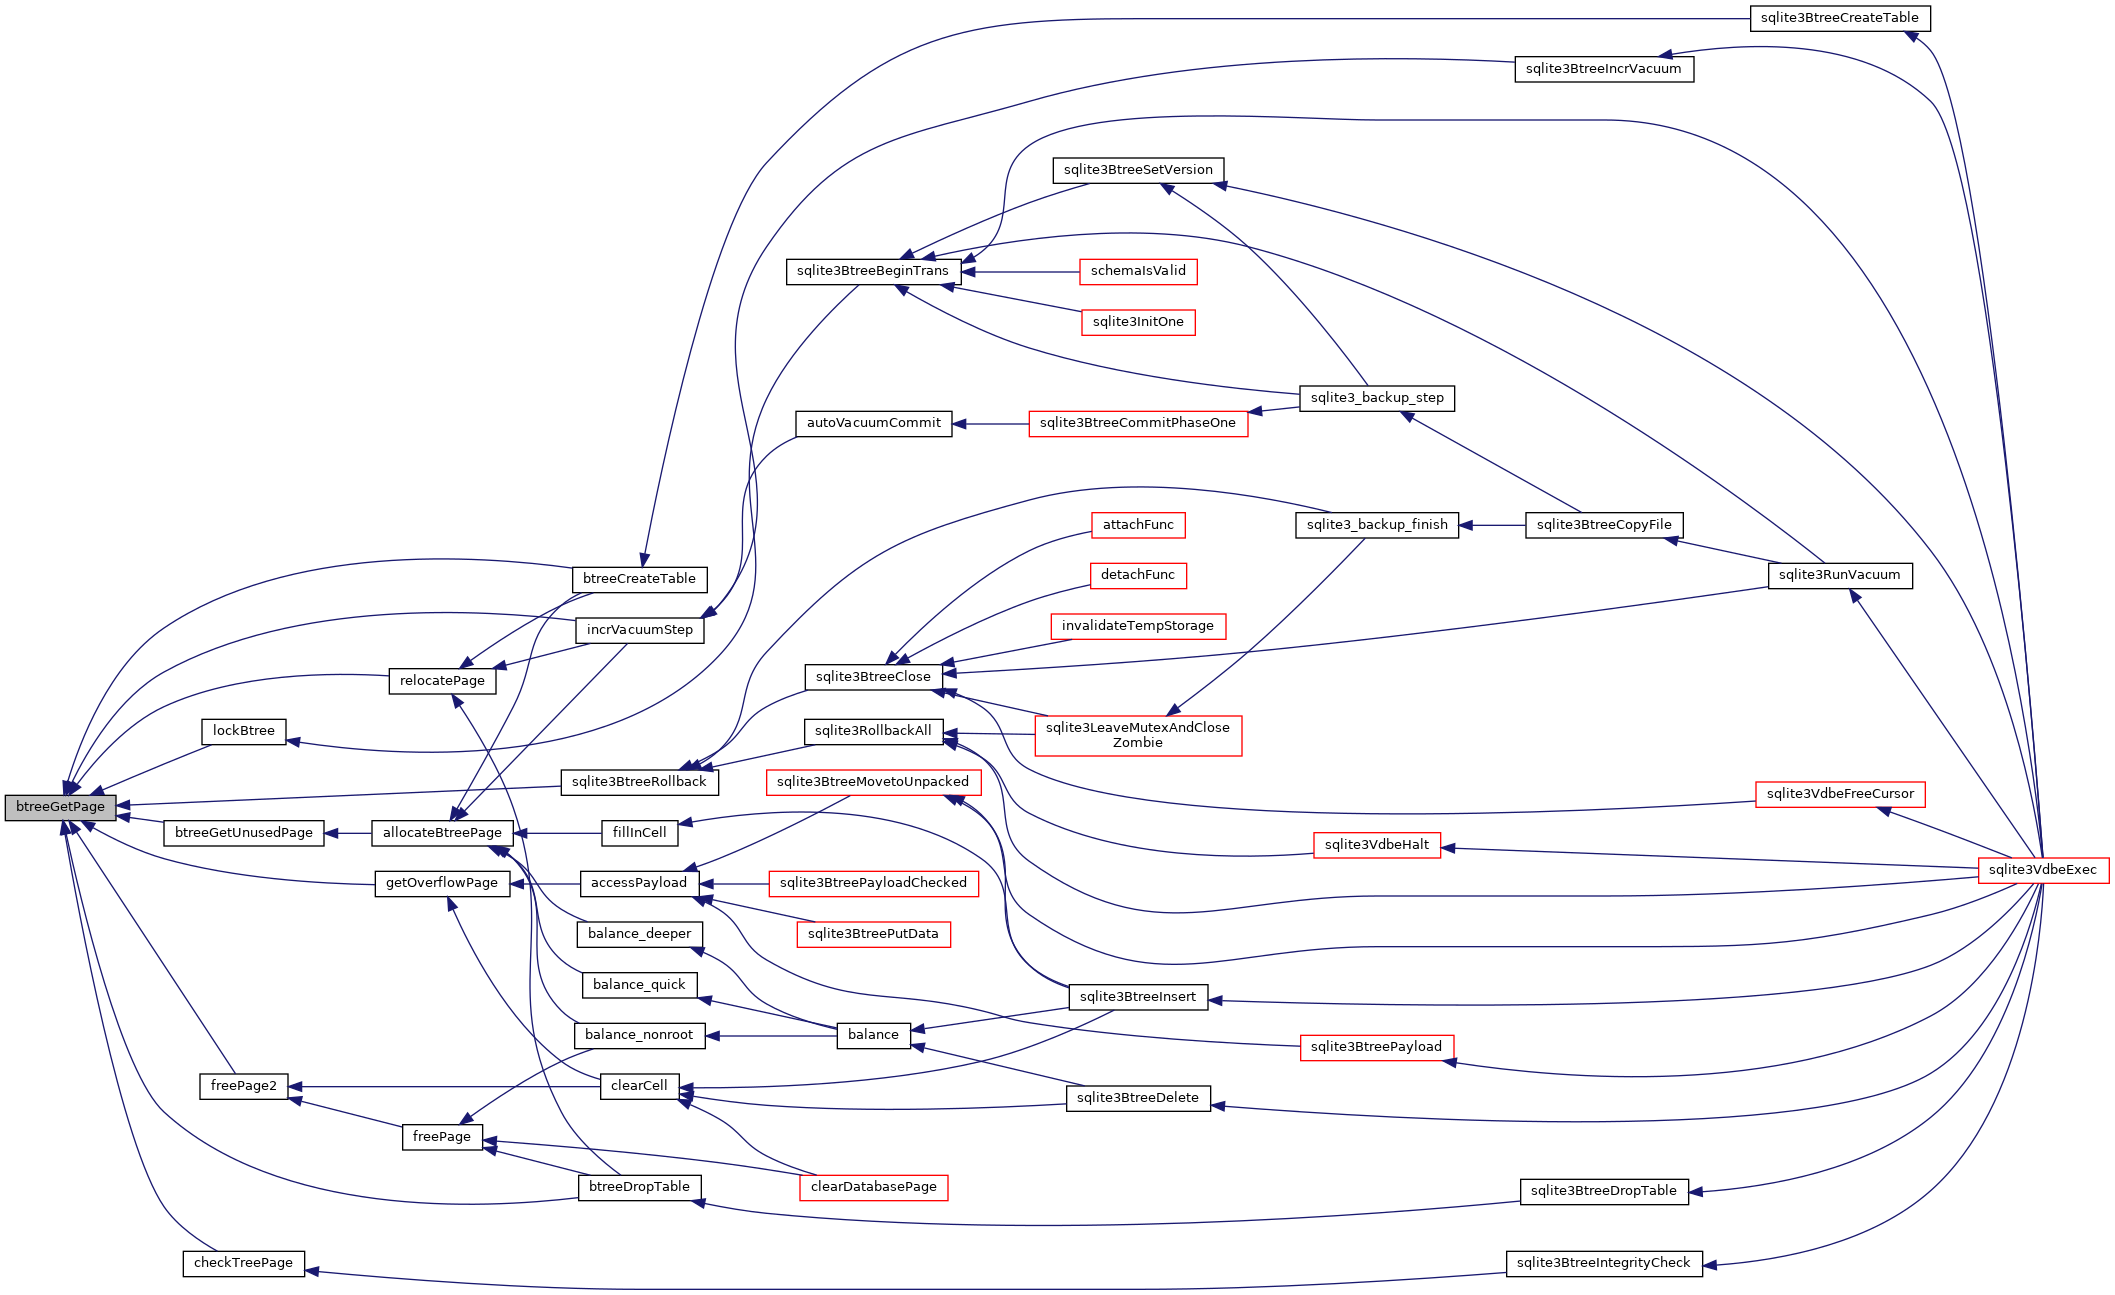 sqlite3BtreeCreateTable
sqlite3BtreeIncrVacuum
sqlite3BtreeSetVersion
sqlite3BtreeBeginTrans
schemaIsValid
sqlite3InitOne
sqlite3_backup_step
autoVacuumCommit
sqlite3BtreeCommitPhaseOne
attachFunc
sqlite3_backup_finish
sqlite3BtreeCopyFile
btreeCreateTable
detachFunc
sqlite3RunVacuum
incrVacuumStep
invalidateTempStorage
relocatePage
sqlite3BtreeClose
lockBtree
sqlite3RollbackAll
sqlite3LeaveMutexAndClose
Zombie
sqlite3BtreeRollback
sqlite3BtreeMovetoUnpacked
sqlite3VdbeFreeCursor
btreeGetPage
btreeGetUnusedPage
allocateBtreePage
fillInCell
sqlite3VdbeHalt
sqlite3VdbeExec
getOverflowPage
accessPayload
sqlite3BtreePayloadChecked
balance_deeper
sqlite3BtreePutData
balance_quick
sqlite3BtreeInsert
balance_nonroot
balance
sqlite3BtreePayload
freePage2
clearCell
sqlite3BtreeDelete
freePage
btreeDropTable
clearDatabasePage
sqlite3BtreeDropTable
checkTreePage
sqlite3BtreeIntegrityCheck